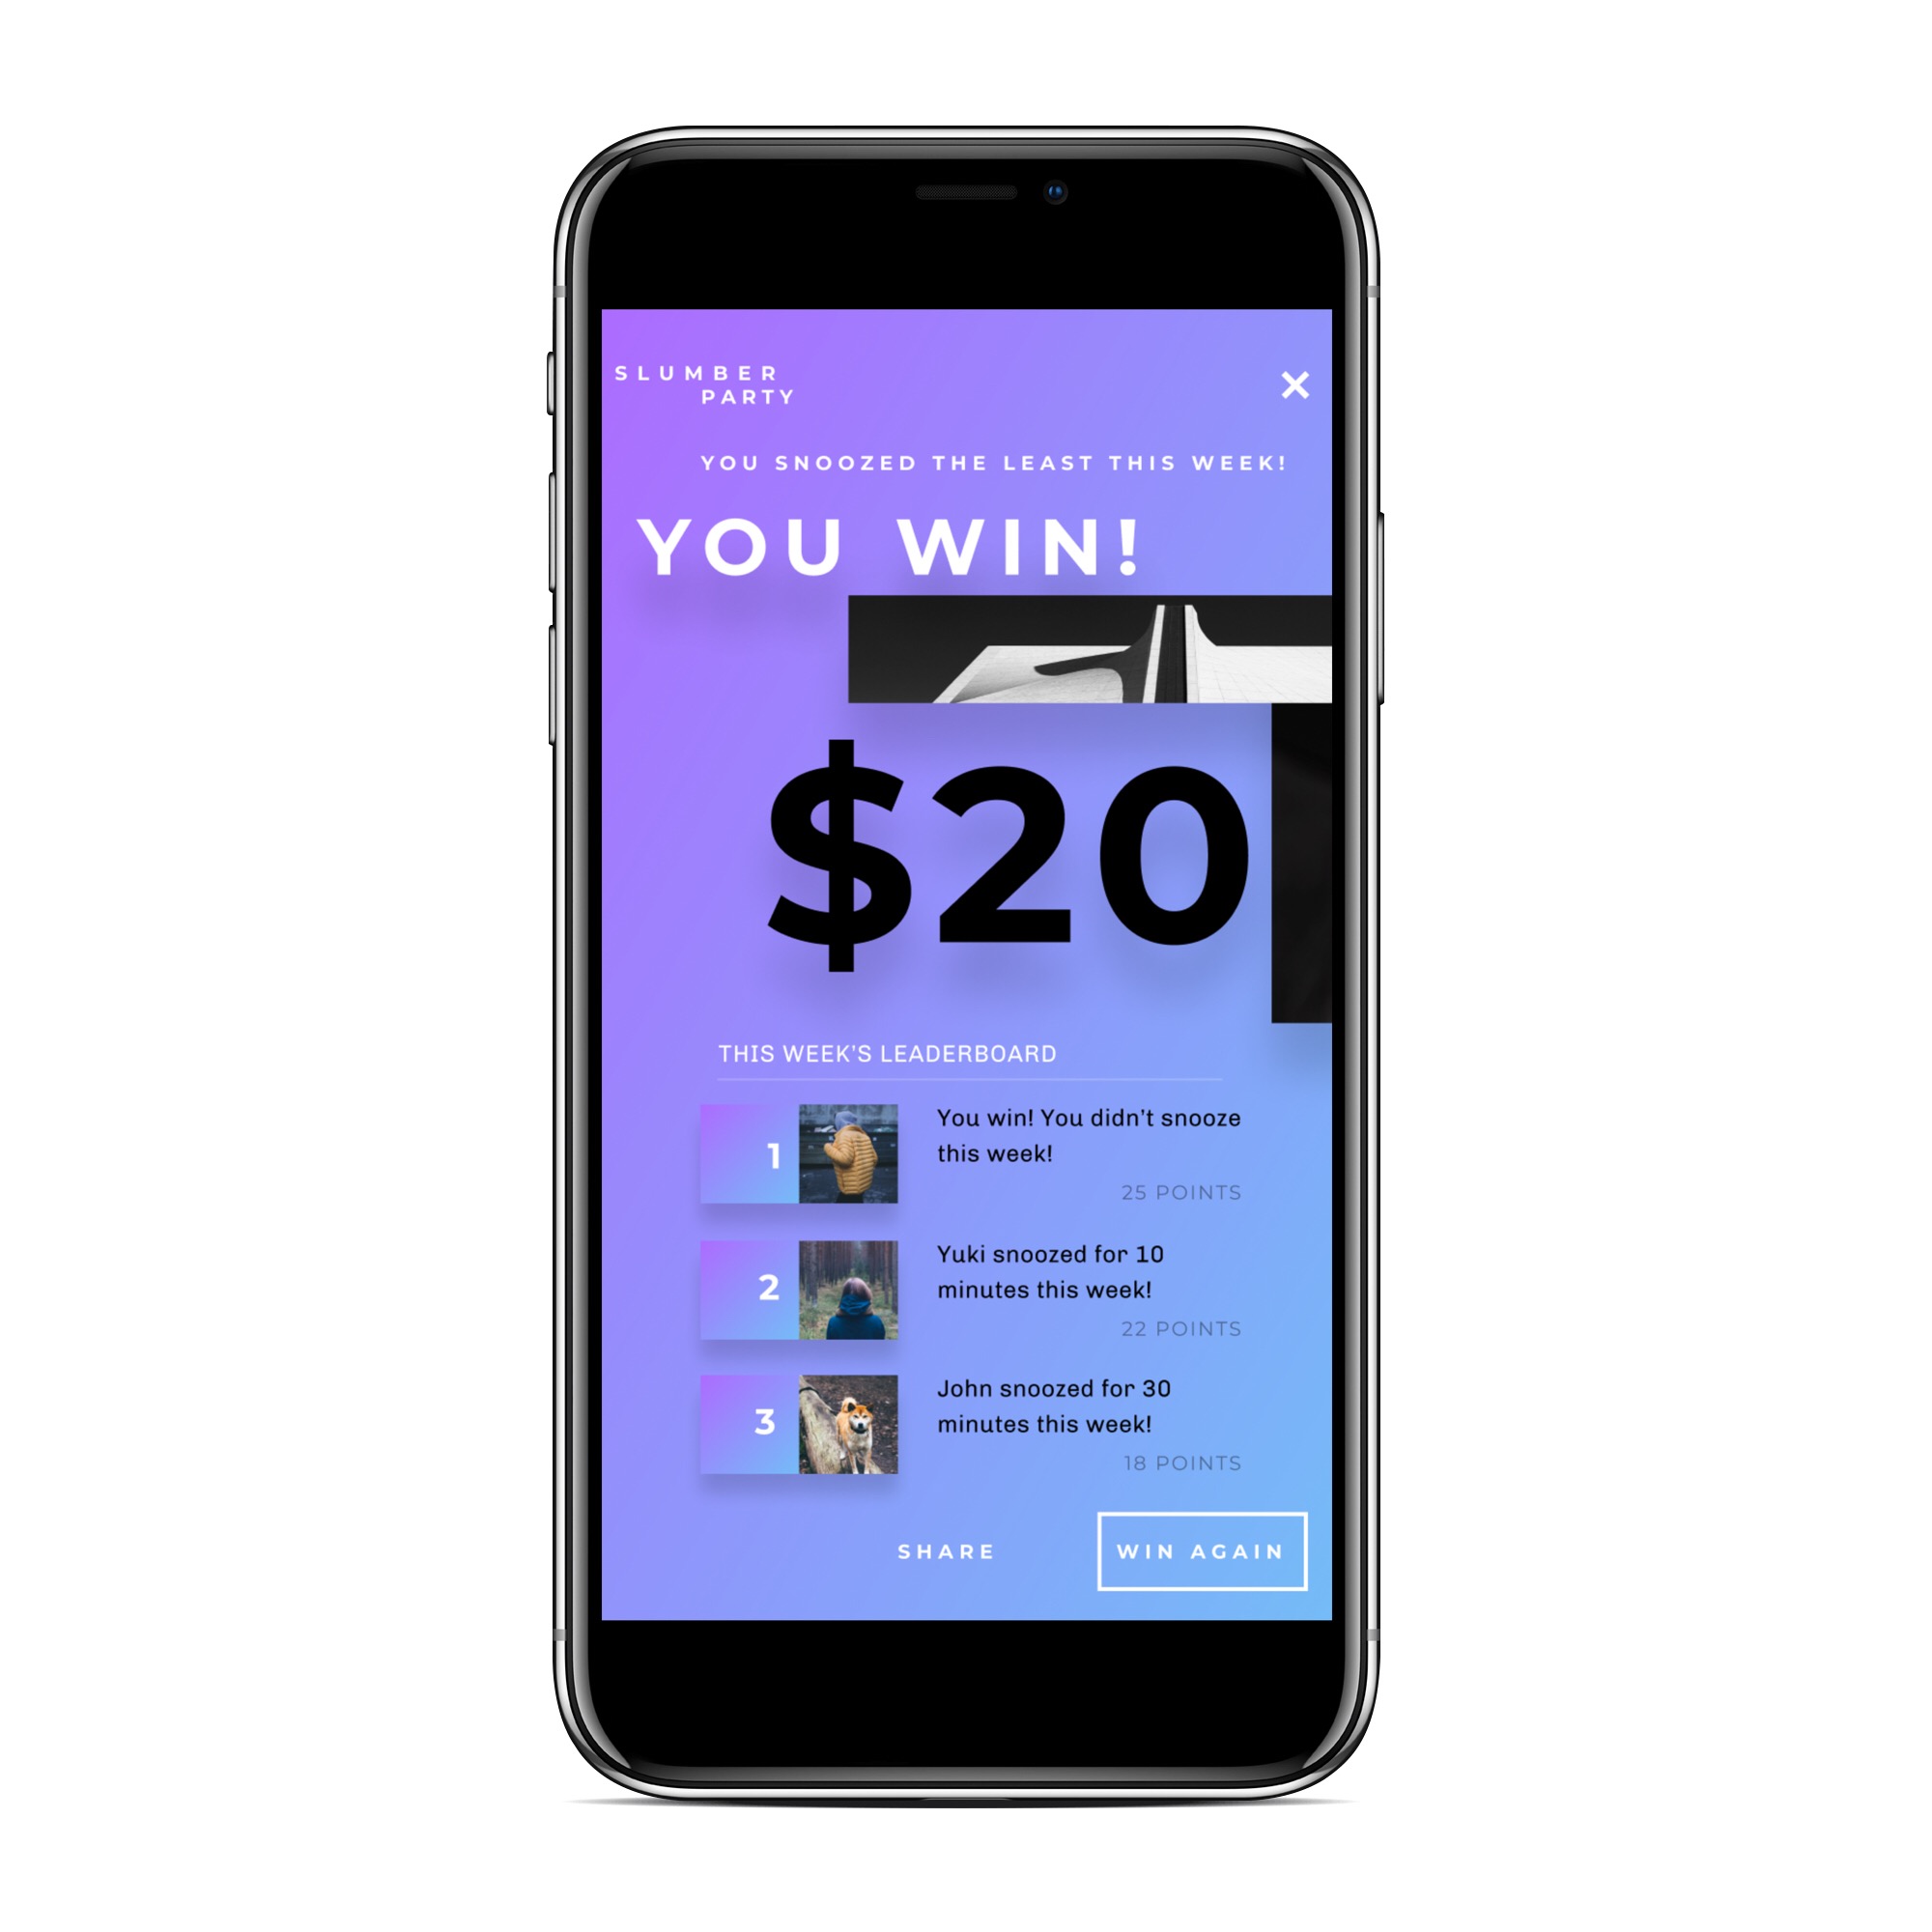 SLUMBER
PARTY
YOU SNOOZED THE LEAST THIS WEEK!
YOU WIN!
$20
THIS WEEK'S LEADERBOARD
1
You win! You didn't snooze
this week!
25 POINTS
2
Yuki snoozed for 10
minutes this week!
22 POINTS
3
John snoozed for 30
minutes this week!
18 POINTS
SHARE
WIN AGAIN